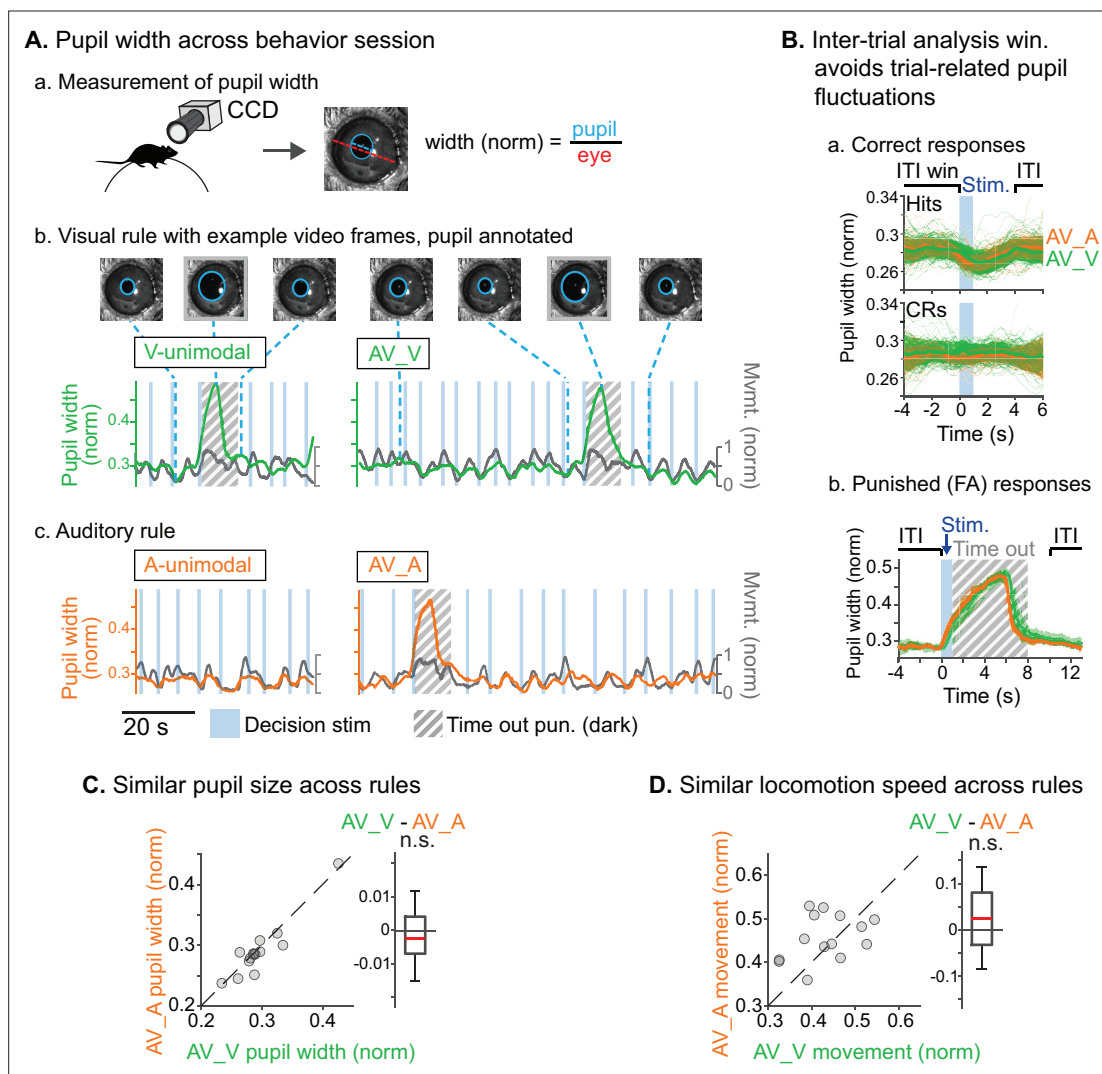 A. Pupil width across behavior session
a. Measurement of pupil width
CCD
width (norm) = pupil
eye
b. Visual rule with example video frames, pupil annotated
V-unimodal
AV_V
Pupil width
(norm)
0.4
0.3
Mvmt. (norm)
1
0
c. Auditory rule
A-unimodal
AV_A
Pupil width
(norm)
0.4
0.3
Mvmt. (norm)
1
0
20 s
Decision stim
Time out pun. (dark)
B. Inter-trial analysis win.
avoids trial-related pupil
fluctuations
a. Correct responses
ITI win
Stim.
ITI
0.34
Hits
0.3
0.26
AV_A
AV_V
Pupil width (norm)
0.34
CRs
0.3
0.26
-4 -2 0 2 4 6
Time (s)
b. Punished (FA) responses
ITI
Stim.
Time out
ITI
Pupil width (norm)
0.5
0.4
0.3
-4 0 4 8
Time (s)
C. Similar pupil size acoss rules
AV_V - AV_A
n.s.
AV_A pupil width (norm)
0.4
0.3
0.2
0.2 0.3 0.4
AV_V pupil width (norm)
0.01
0
-0.01
D. Similar locomotion speed across rules
AV_V - AV_A
n.s.
AV_A movement (norm)
0.6
0.5
0.4
0.3
0.3 0.4 0.5 0.6
AV_V movement (norm)
0.1
0
-0.1